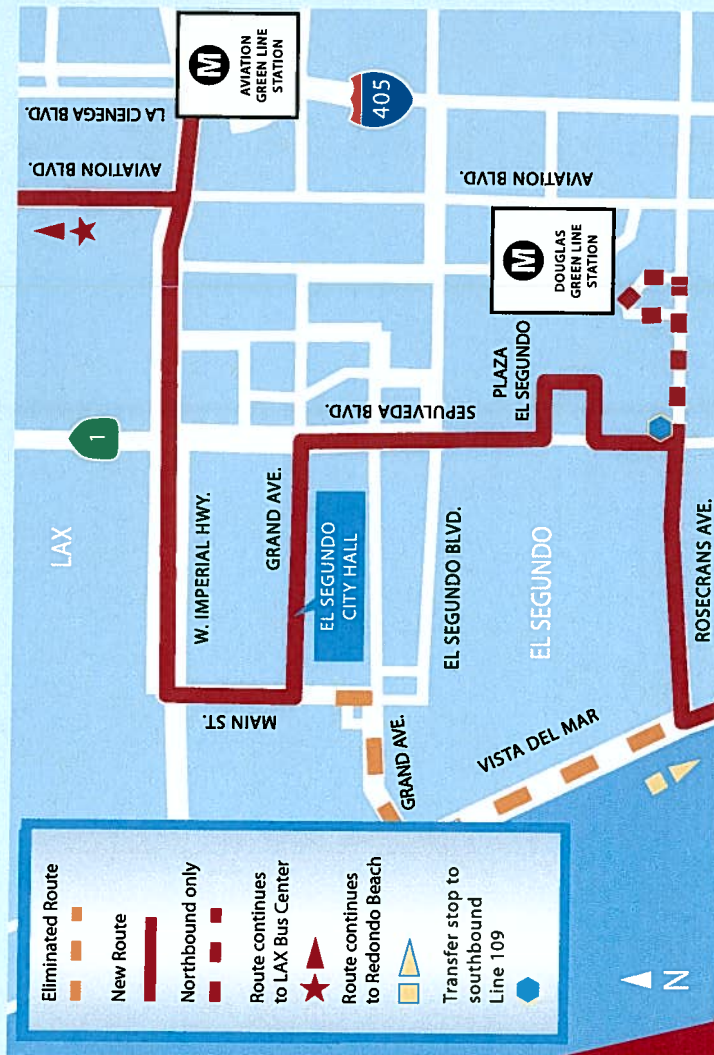 Eliminated Route
New Route
Northbound only
Route continues
to LAX Bus Center
Route continues
to Redondo Beach
Transfer stop to
southbound
Line 109
N
LAX
1
W. IMPERIAL HWY.
MAIN ST.
GRAND AVE.
EL SEGUNDO
CITY HALL
GRAND AVE.
VISTA DEL MAR
EL SEGUNDO BLVD.
EL SEGUNDO
ROSECRANS AVE.
SEPULVEDA BLVD.
PLAZA
EL SEGUNDO
M
DOUGLAS
GREEN LINE
STATION
AVIATION BLVD.
AVIATION BLVD.
LA CIENEGA BLVD.
M
AVIATION
GREEN LINE
STATION
405